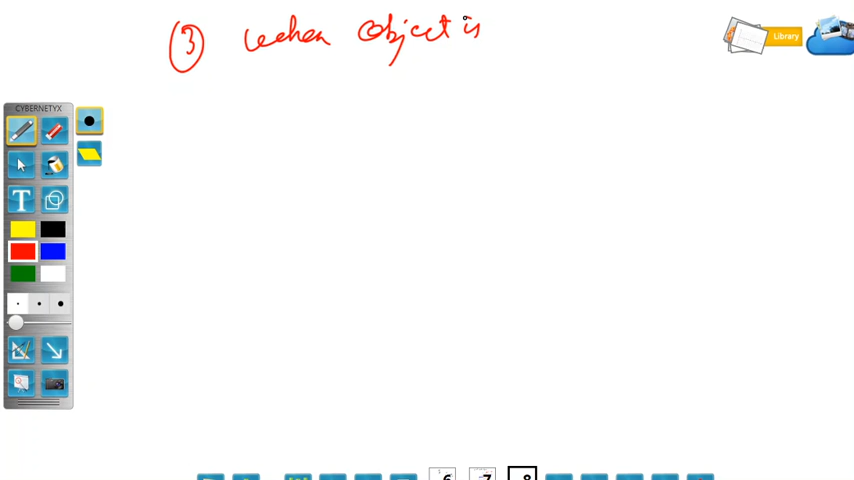 ③ when object is
Library
CYBERNETYX
T
6 7 8